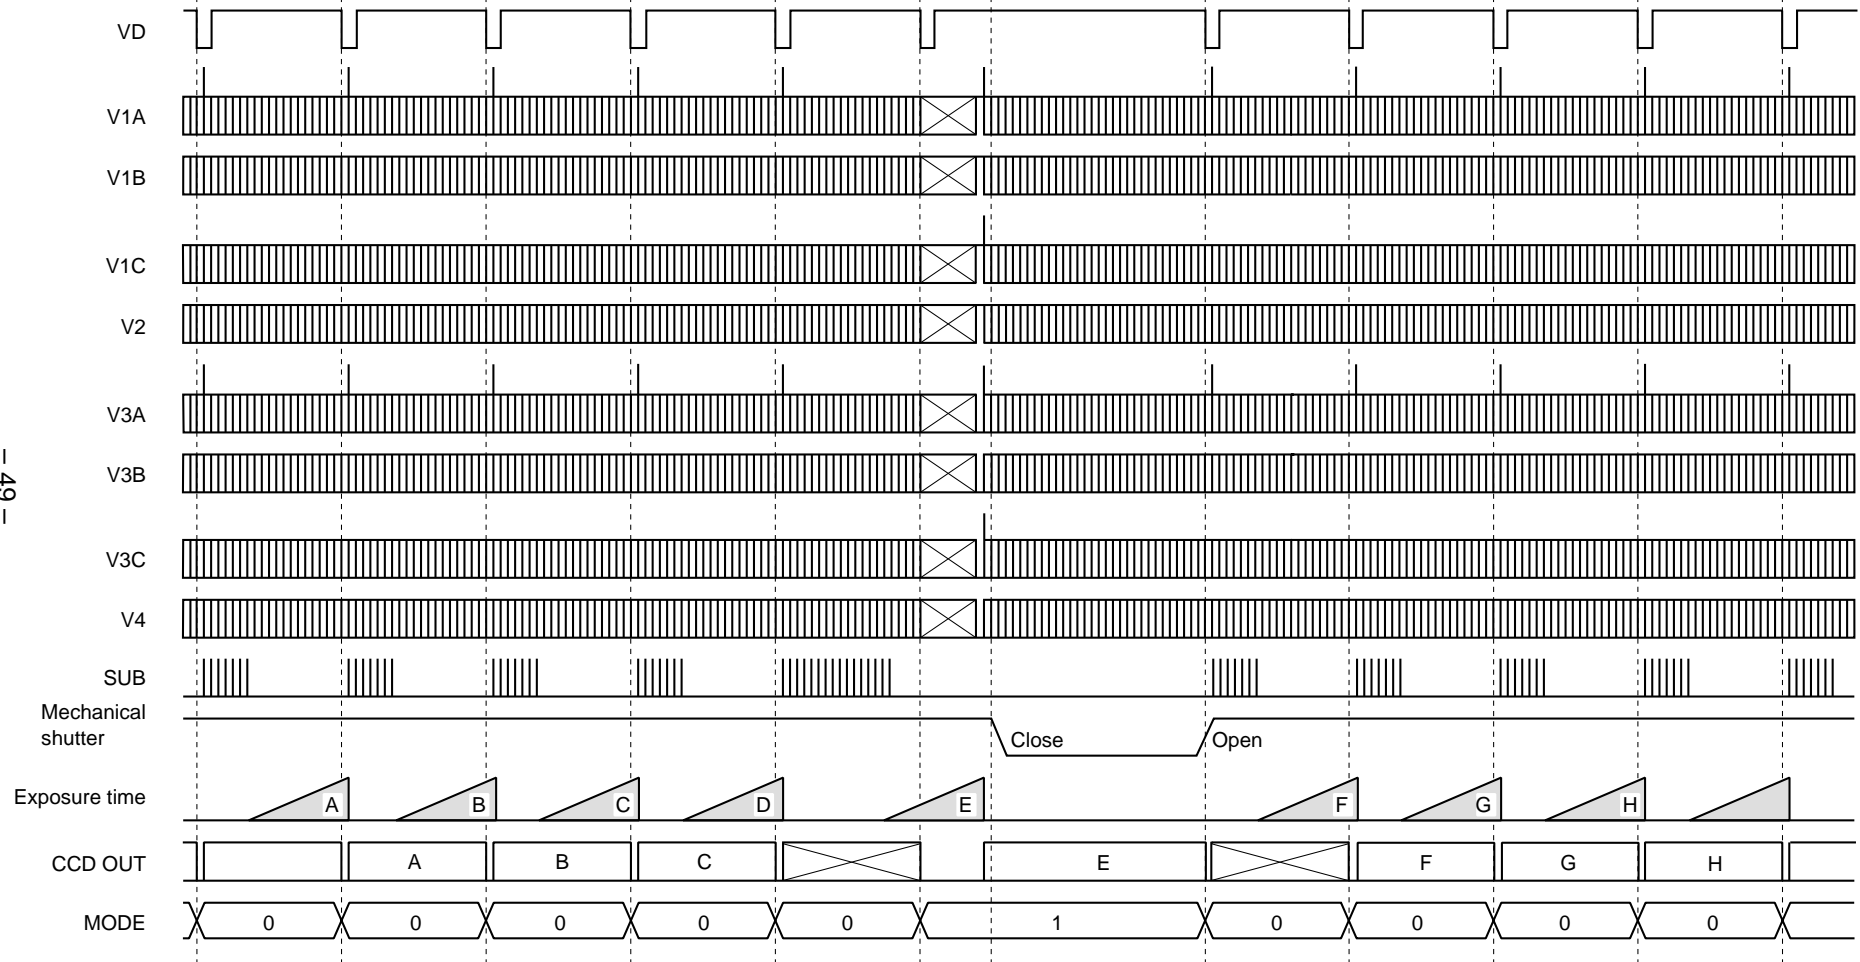 VD
V1A
V1B
V1C
V2
V3A
– 49 –
V3B
V3C
V4
SUB
Mechanical
shutter
Close
Open
Exposure time
A B C D E F G H
CCD OUT A B C E F G H
MODE 0 0 0 0 0 1 0 0 0 0